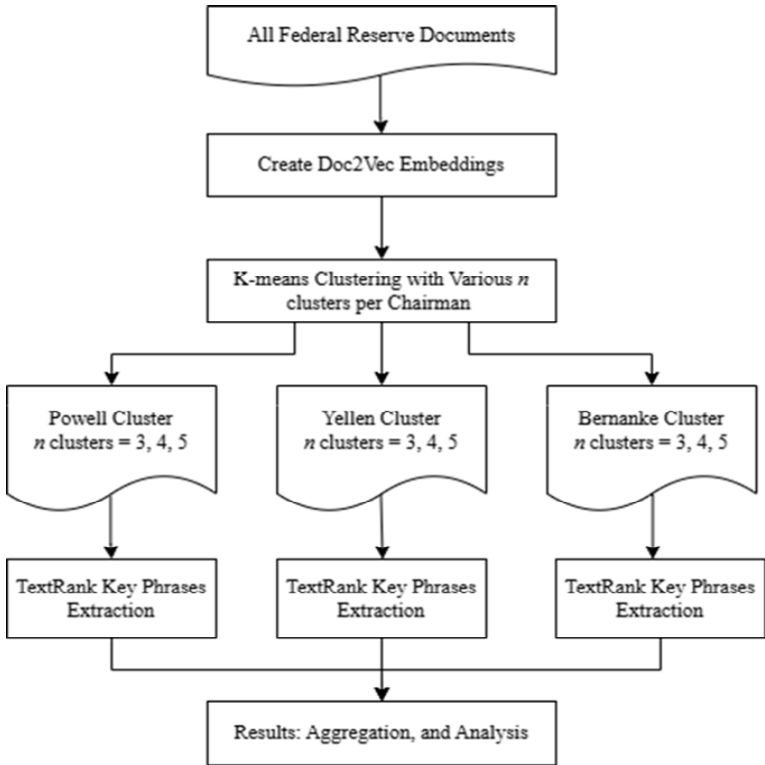 All Federal Reserve Documents
Create Doc2Vec Embeddings
K-means Clustering with Various n
clusters per Chairman
Powell Cluster
n clusters = 3, 4, 5
Yellen Cluster
n clusters = 3, 4, 5
Bernanke Cluster
n clusters = 3, 4, 5
TextRank Key Phrases
Extraction
TextRank Key Phrases
Extraction
TextRank Key Phrases
Extraction
Results: Aggregation, and Analysis